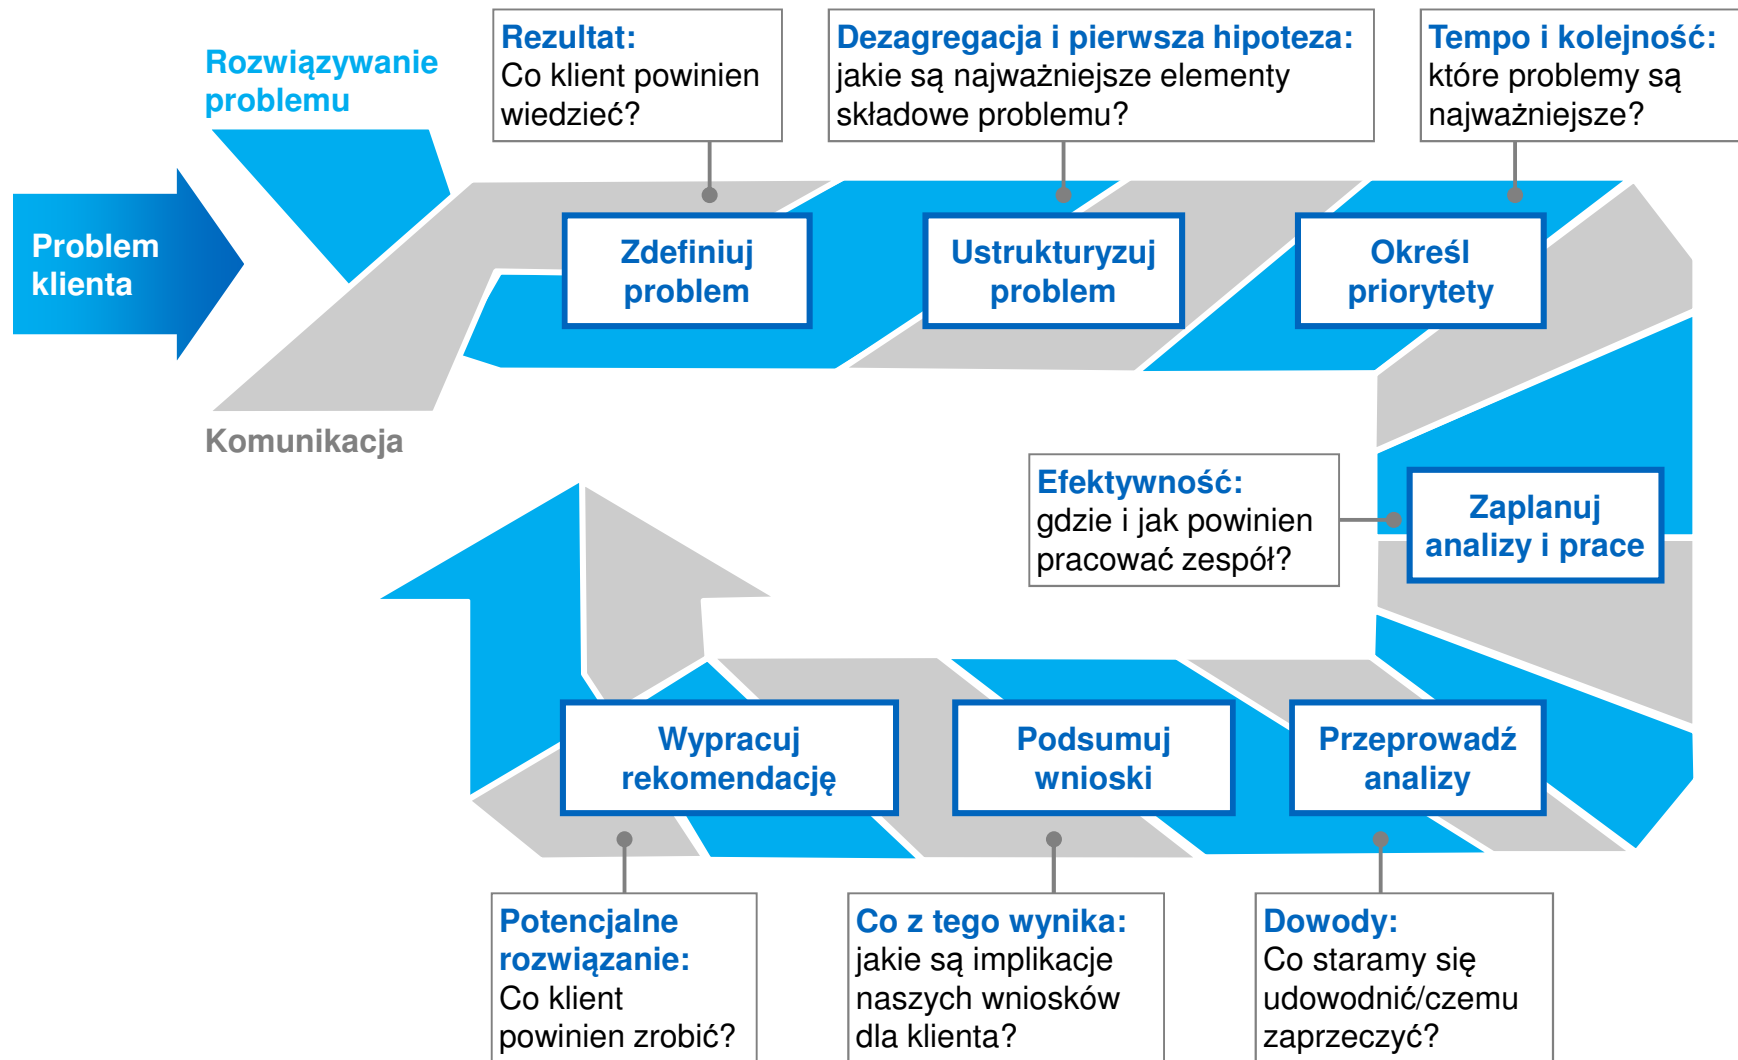 Rozwiązywanie
problemu
Problem
klienta
Komunikacja
Rezultat:
Co klient powinien
wiedzieć?
Zdefiniuj
problem
Dezagregacja i pierwsza hipoteza:
jakie są najważniejsze elementy
składowe problemu?
Ustrukturyzuj
problem
Tempo i kolejność:
które problemy są
najważniejsze?
Określ
priorytety
Efektywność:
gdzie i jak powinien
pracować zespół?
Zaplanuj
analizy i prace
Przeprowadź
analizy
Dowody:
Co staramy się
udowodnić/czemu
zaprzeczyć?
Podsumuj
wnioski
Co z tego wynika:
jakie są implikacje
naszych wniosków
dla klienta?
Wypracuj
rekomendację
Potencjalne
rozwiązanie:
Co klient
powinien zrobić?